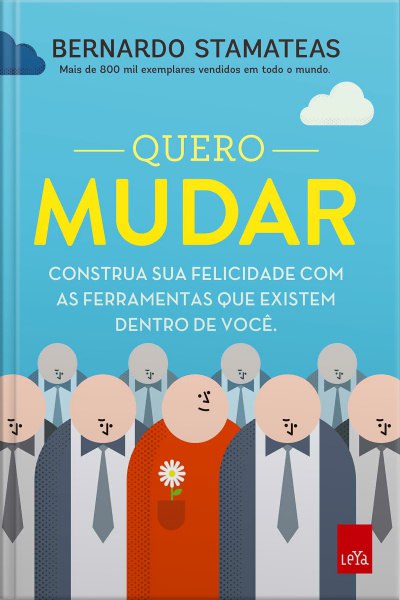 BERNARDO STAMATEAS
Mais de 800 mil exemplares vendidos em todo o mundo.
QUERO
MUDAR
CONSTRUA SUA FELICIDADE COM
AS FERRAMENTAS QUE EXISTEM
DENTRO DE VOCÊ.
LeYa